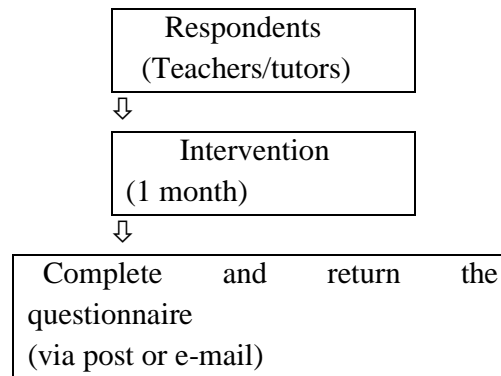 Respondents
(Teachers/tutors)
⇩
Intervention
(1 month)
⇩
Complete and return the
questionnaire
(via post or e-mail)